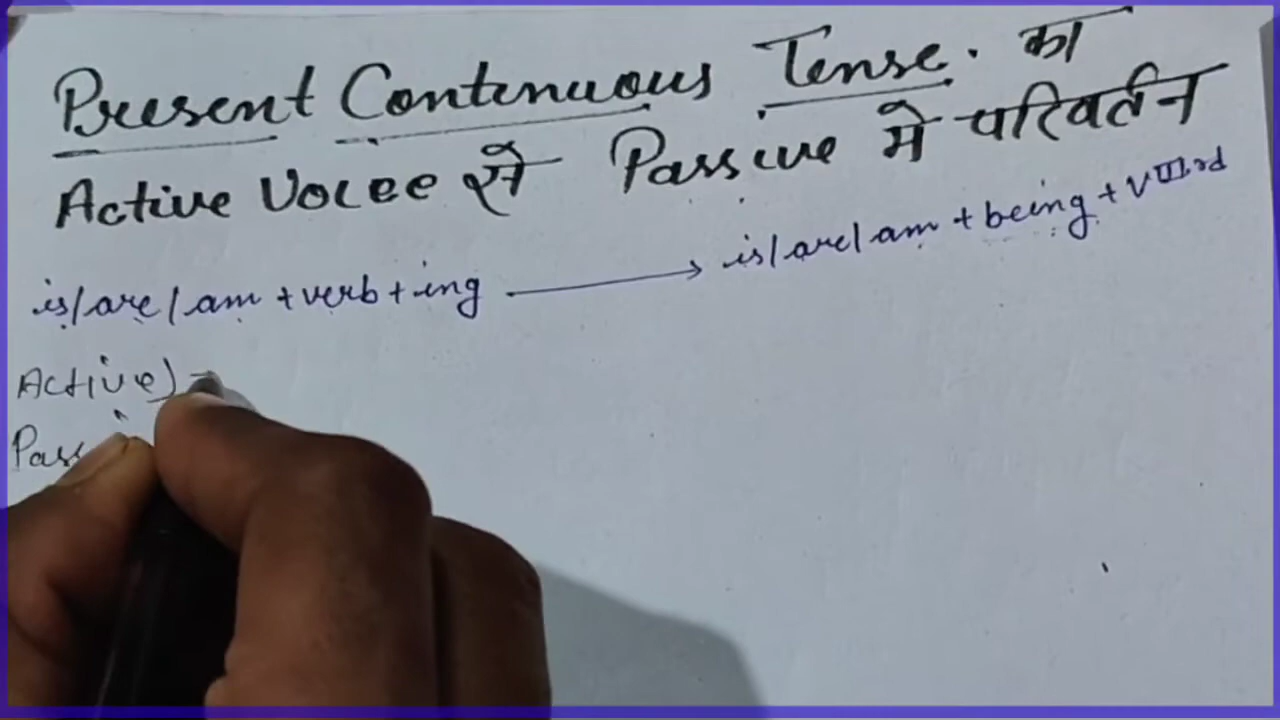 Present Continuous Tense. का
Active Voice से Passive मे परिवर्तन
is/are/am + verb + ing → is/are/am + being + VIIIrd
Active) -
Pass